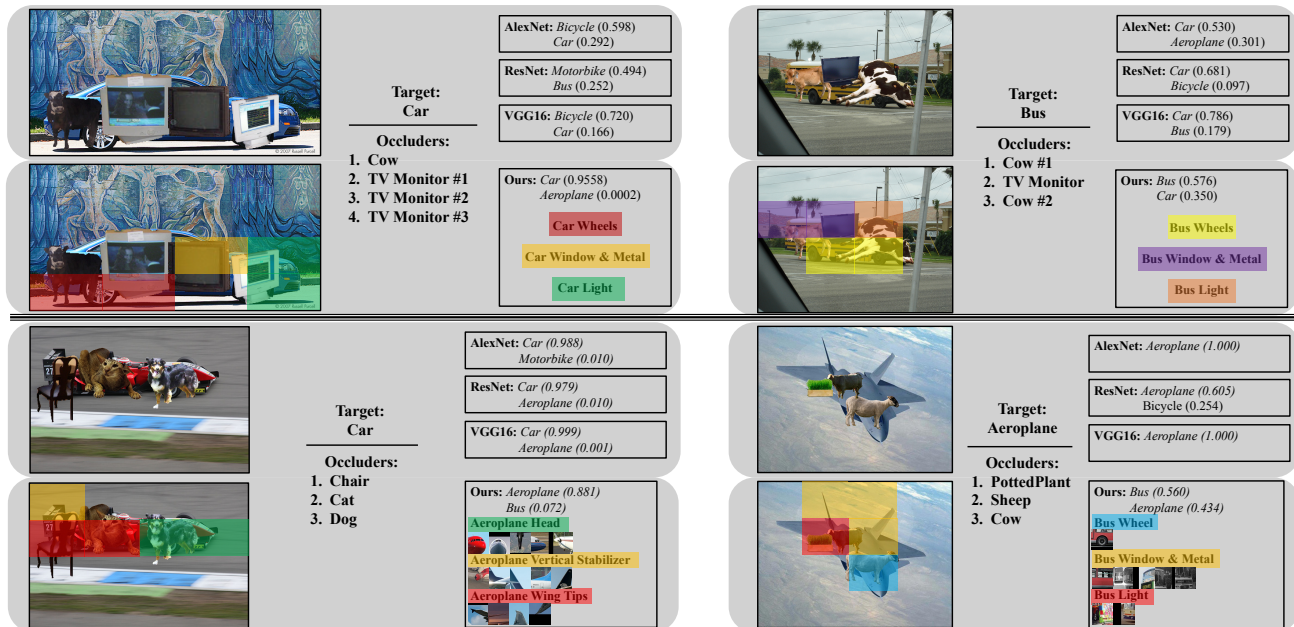 AlexNet: Bicycle (0.598)
Car (0.292)
ResNet: Motorbike (0.494)
Bus (0.252)
VGG16: Bicycle (0.720)
Car (0.166)
Target:
Car
Occluders:
1. Cow
2. TV Monitor #1
3. TV Monitor #2
4. TV Monitor #3
Ours: Car (0.9558)
Aeroplane (0.0002)
Car Wheels
Car Window & Metal
Car Light
AlexNet: Car (0.530)
Aeroplane (0.301)
ResNet: Car (0.681)
Bicycle (0.097)
VGG16: Car (0.786)
Bus (0.179)
Target:
Bus
Occluders:
1. Cow #1
2. TV Monitor
3. Cow #2
Ours: Bus (0.576)
Car (0.350)
Bus Wheels
Bus Window & Metal
Bus Light
AlexNet: Car (0.988)
Motorbike (0.010)
ResNet: Car (0.979)
Aeroplane (0.010)
VGG16: Car (0.999)
Aeroplane (0.001)
Target:
Car
Occluders:
1. Chair
2. Cat
3. Dog
27
27
Ours: Aeroplane (0.881)
Bus (0.072)
Aeroplane Head
Aeroplane Vertical Stabilizer
Aeroplane Wing Tips
AlexNet: Aeroplane (1.000)
ResNet: Aeroplane (0.605)
Bicycle (0.254)
VGG16: Aeroplane (1.000)
Target:
Aeroplane
Occluders:
1. PottedPlant
2. Sheep
3. Cow
Ours: Bus (0.560)
Aeroplane (0.434)
Bus Wheel
Bus Window & Metal
Bus Light